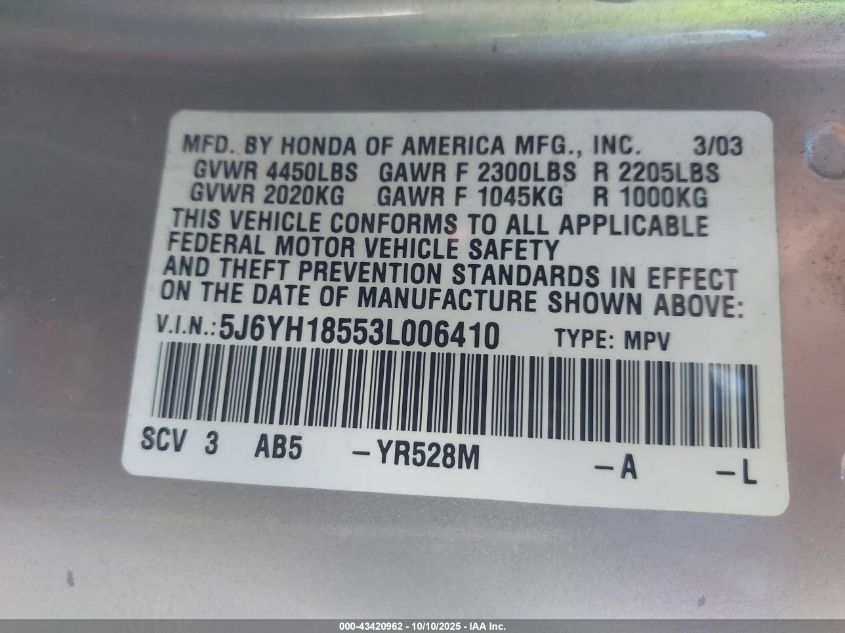 MFD. BY HONDA OF AMERICA MFG., INC. 3/03
GVWR 4450LBS GAWR F 2300LBS R 2205LBS
GVWR 2020KG GAWR F 1045KG R 1000KG
THIS VEHICLE CONFORMS TO ALL APPLICABLE
FEDERAL MOTOR VEHICLE SAFETY
AND THEFT PREVENTION STANDARDS IN EFFECT
ON THE DATE OF MANUFACTURE SHOWN ABOVE:
V.I.N.: 5J6YH18553L006410 TYPE: MPV
SCV 3 AB5 -YR528M -A -L
000-43420962 - 10/10/2025 - IAA Inc.